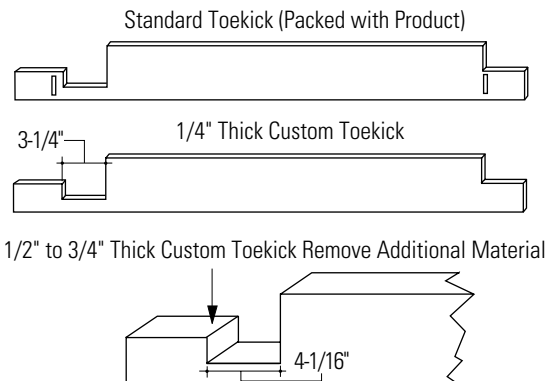 Standard Toekick (Packed with Product)
3-1/4"
1/4" Thick Custom Toekick
1/2" to 3/4" Thick Custom Toekick Remove Additional Material
4-1/16"